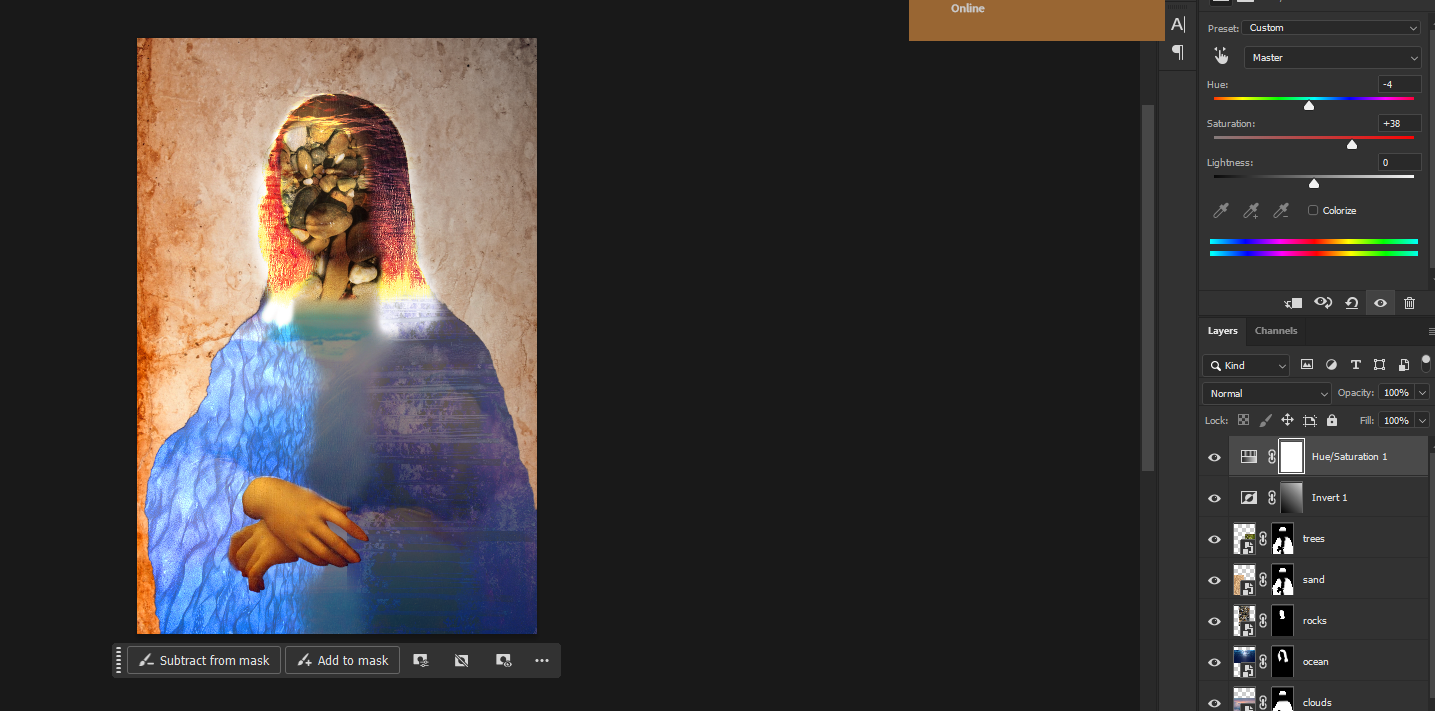 Online
A
¶
Preset: Custom
Master
Hue: -4
Saturation: +38
Lightness: 0
Colorize
Layers Channels
Kind
Normal Opacity: 100%
Lock: Fill: 100%
Hue/Saturation 1
Invert 1
trees
sand
rocks
ocean
clouds
Subtract from mask Add to mask